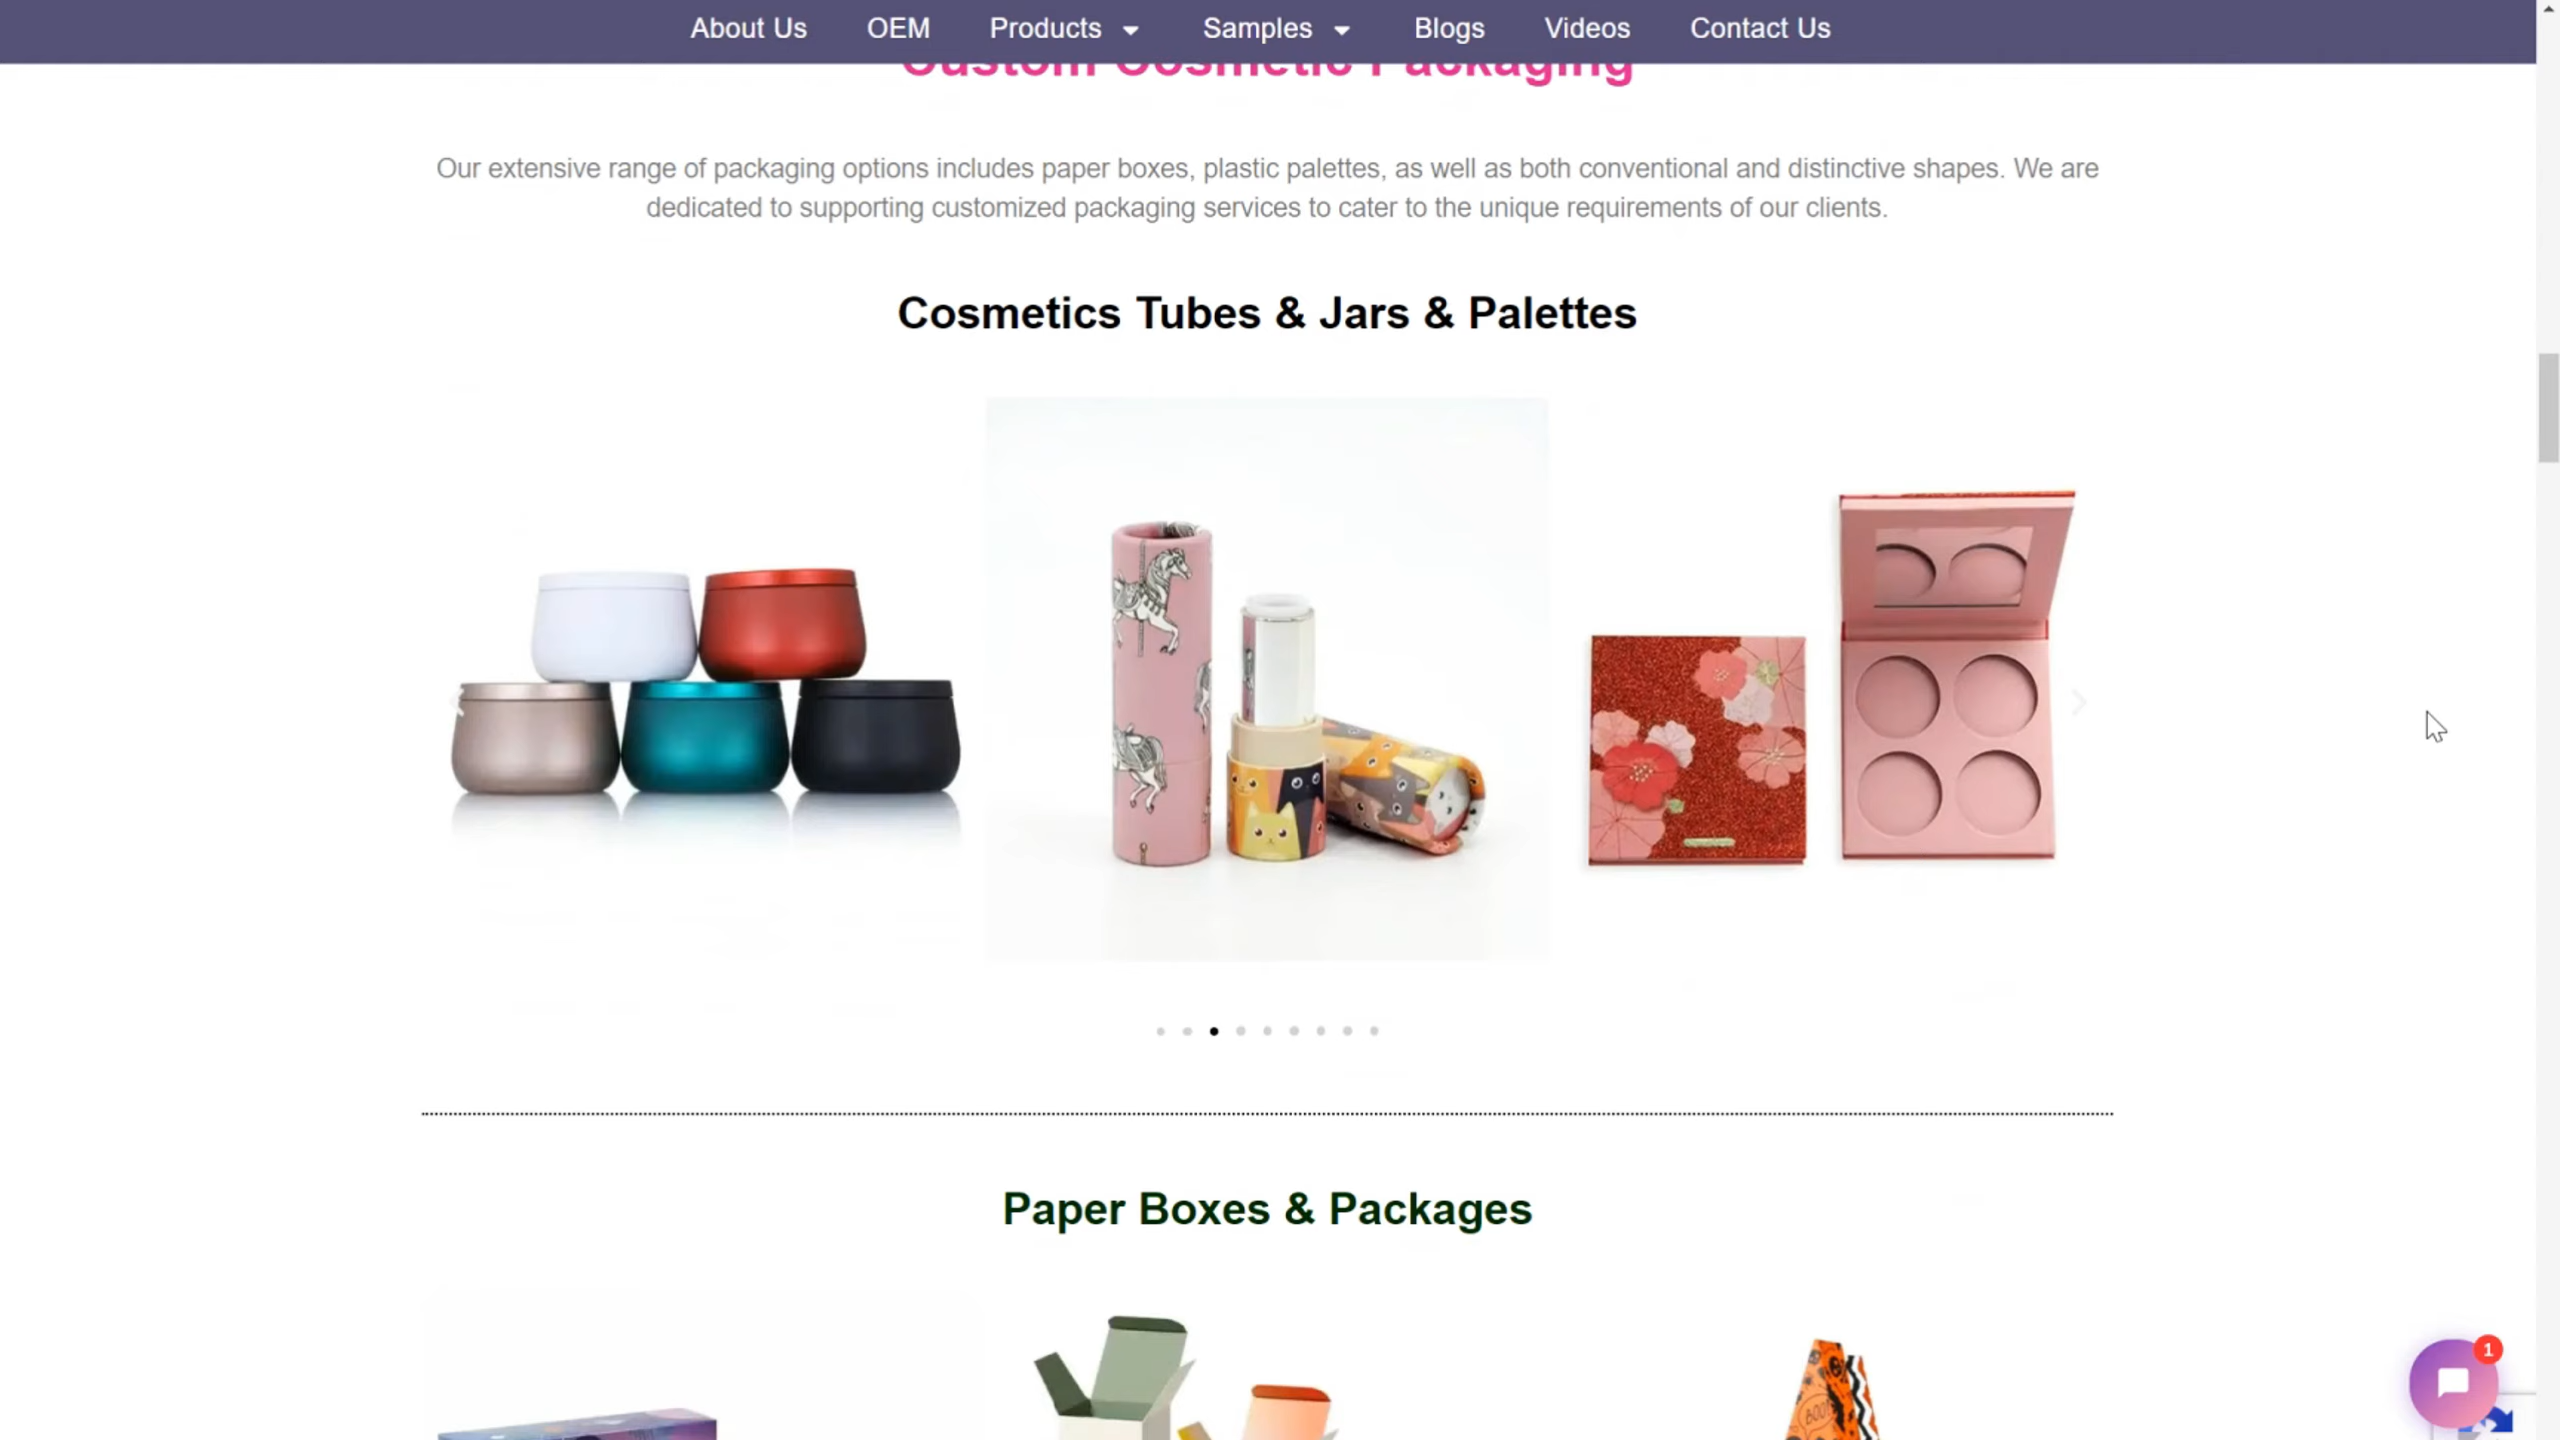 About Us OEM Products Samples Blogs Videos Contact Us
Custom Cosmetic Packaging
Our extensive range of packaging options includes paper boxes, plastic palettes, as well as both conventional and distinctive shapes. We are
dedicated to supporting customized packaging services to cater to the unique requirements of our clients.
Cosmetics Tubes & Jars & Palettes
Paper Boxes & Packages
BOO!
1